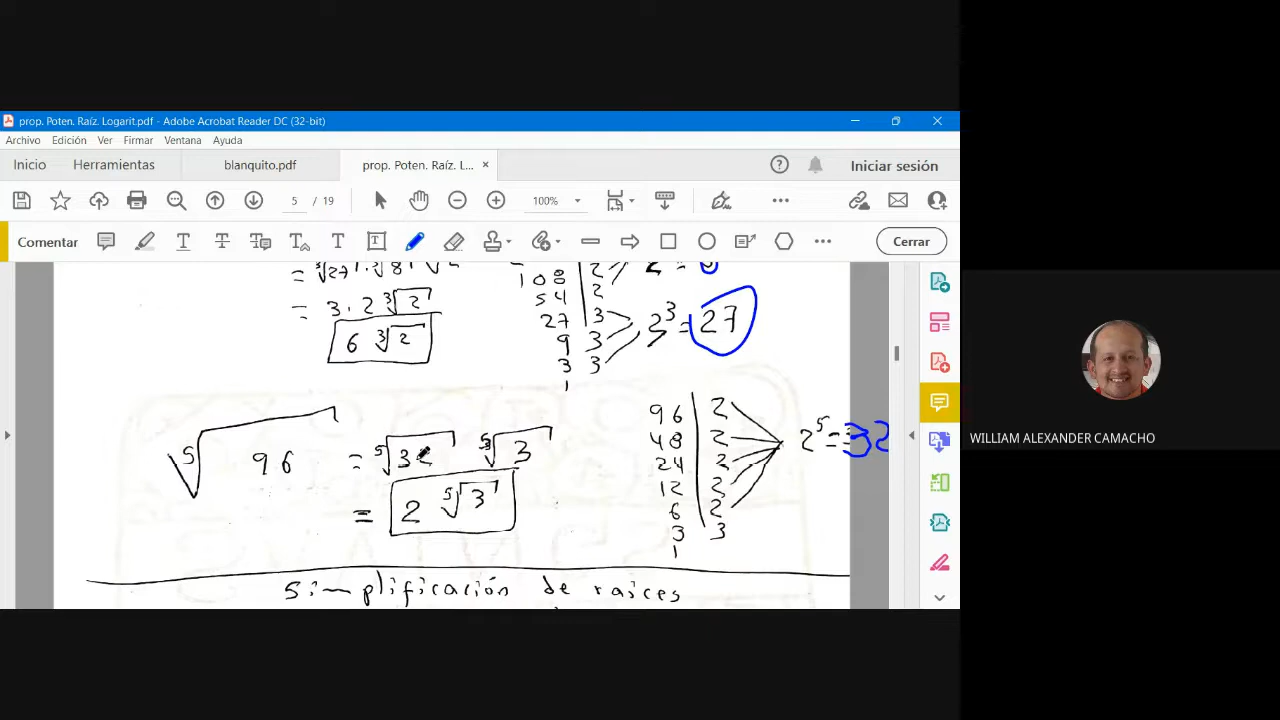 prop. Poten. Raíz. Logarit.pdf - Adobe Acrobat Reader DC (32-bit)
Archivo Edición Ver Firmar Ventana Ayuda
Inicio Herramientas blanquito.pdf prop. Poten. Raíz. L... × Iniciar sesión
5 / 19 100%
Comentar Cerrar
= ∛27 · ∛8 ·
108 | 2
= 3 · 2 ∛2
54 | 2
27 | 3
3³ = 27
6 ∛2
9 | 3
3 | 3
1
⁵√96 = ⁵√32 ⁵√3
= 2 ⁵√3
96 | 2
48 | 2
2⁵ = 32
24 | 2
12 | 2
6 | 2
3 | 3
1
Simplificación de raices
WILLIAM ALEXANDER CAMACHO